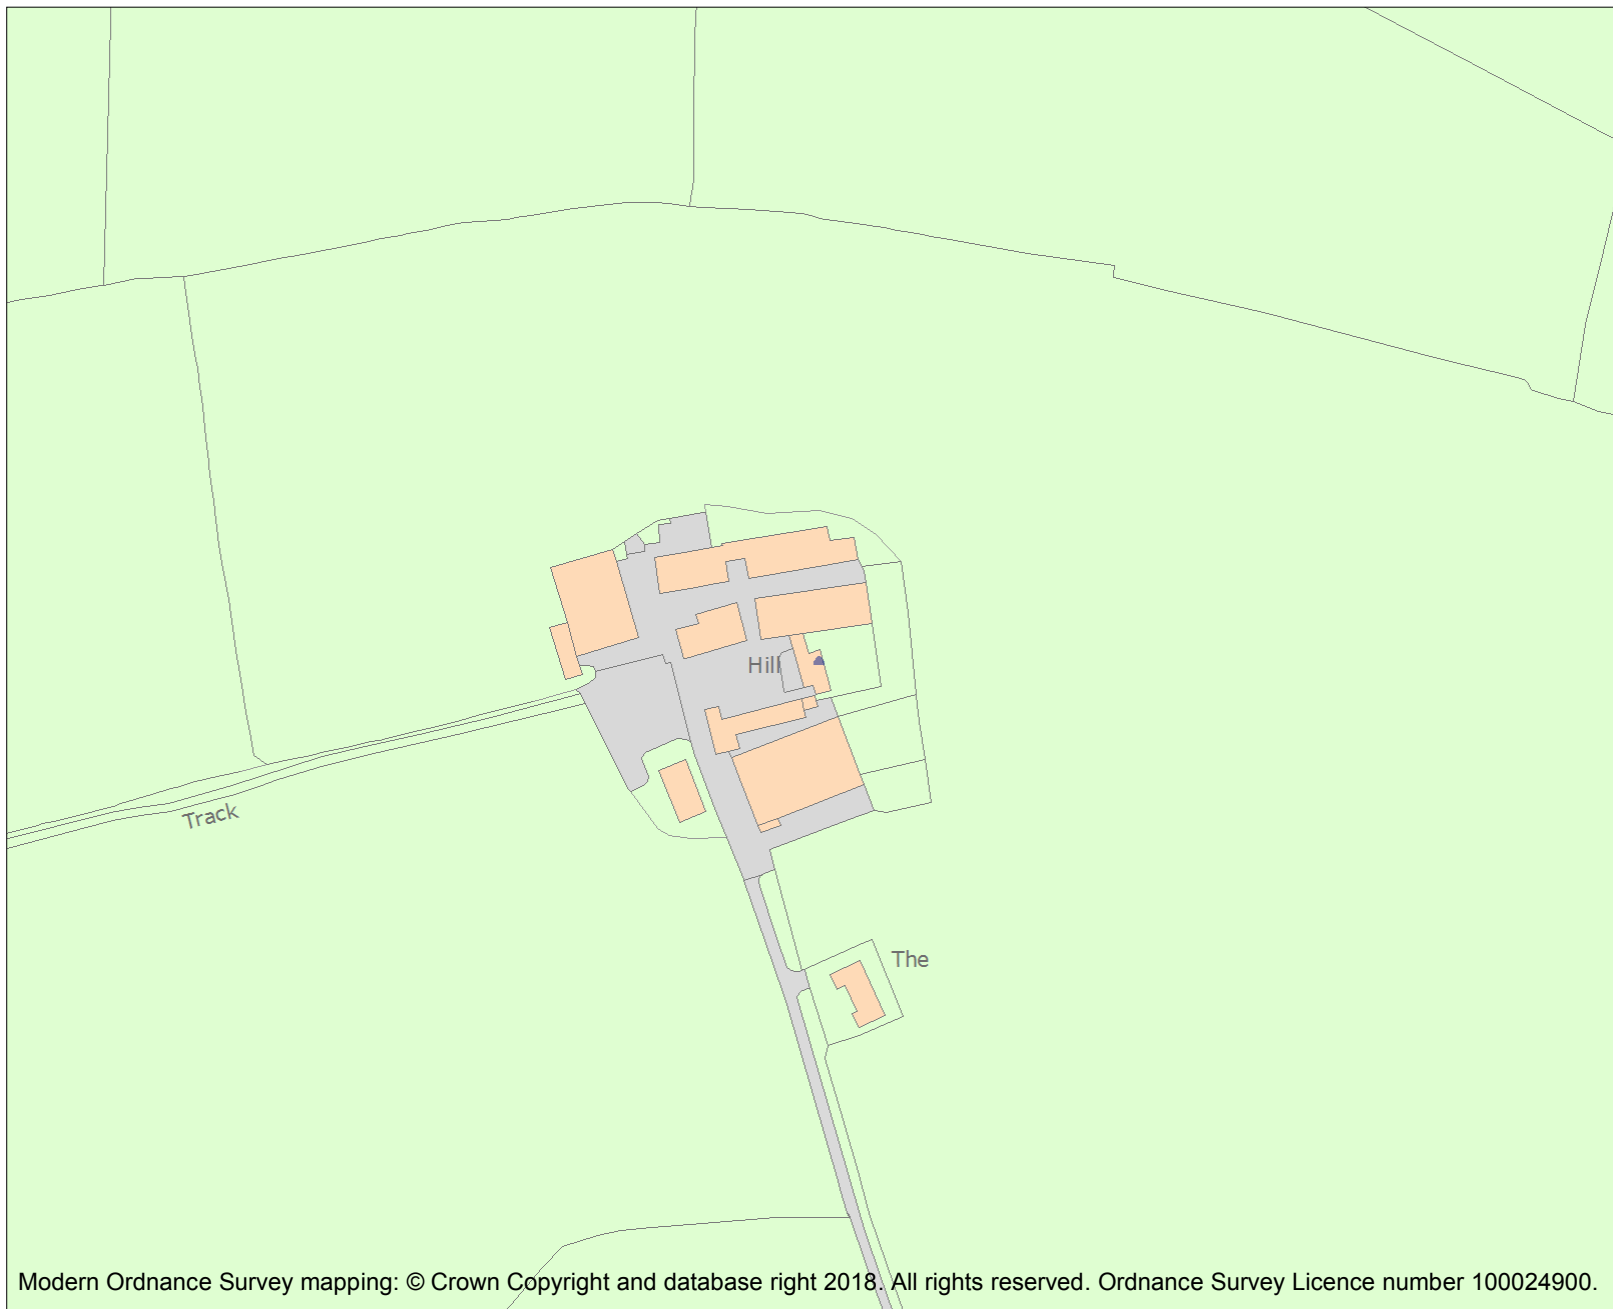 Hill
Track
The
Modern Ordnance Survey mapping: © Crown Copyright and database right 2018. All rights reserved. Ordnance Survey Licence number 100024900.